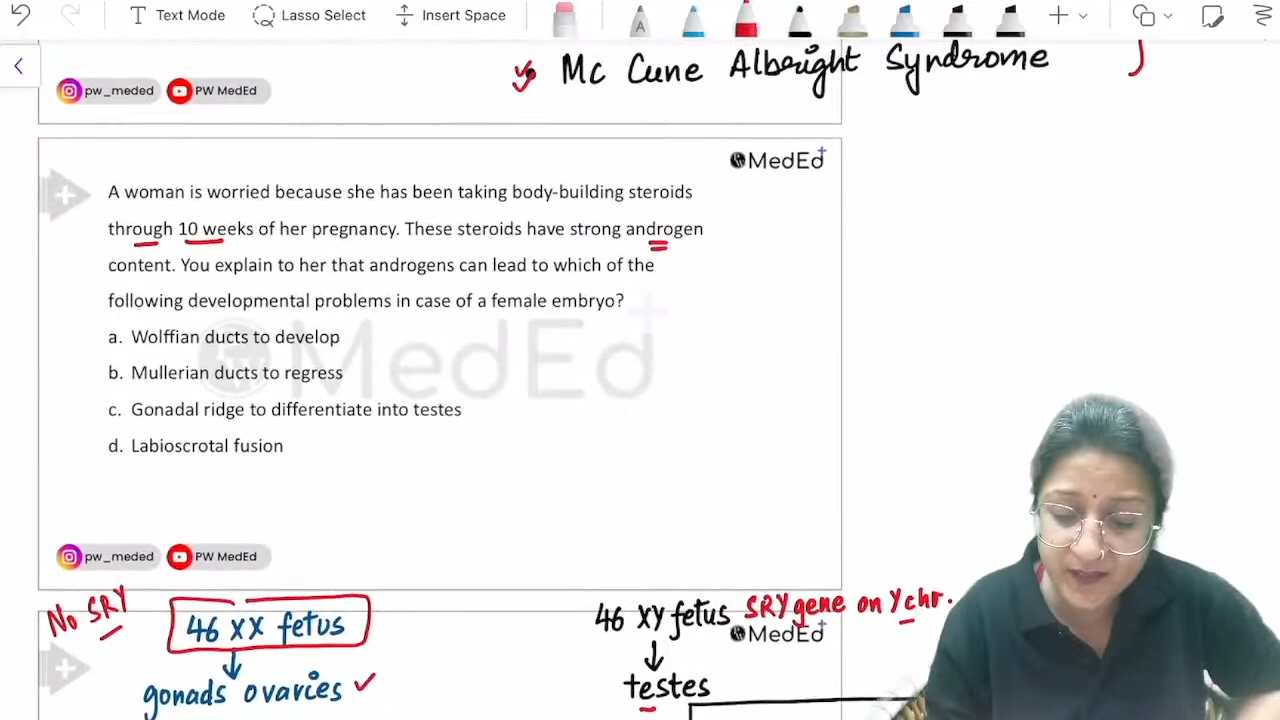 Text Mode Lasso Select Insert Space
Mc Cune Albright Syndrome
pw_meded PW MedEd
MedEd
A woman is worried because she has been taking body-building steroids
through 10 weeks of her pregnancy. These steroids have strong androgen
content. You explain to her that androgens can lead to which of the
following developmental problems in case of a female embryo?
a. Wolffian ducts to develop
b. Mullerian ducts to regress
MedEd
c. Gonadal ridge to differentiate into testes
d. Labioscrotal fusion
pw_meded PW MedEd
No SRY 46 XX fetus 46 XY fetus SRY gene on Y chr.
MedEd
gonads ovaries testes